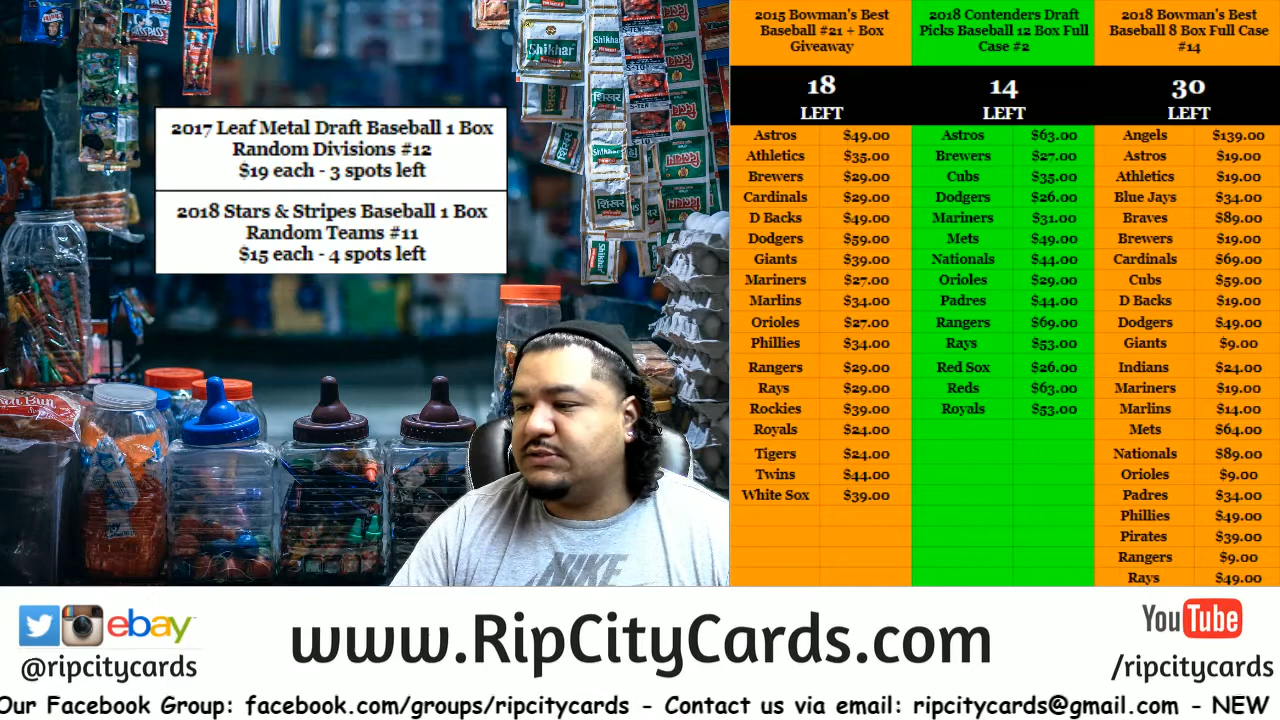 Shikhar
शिखर
Shikhar
शिखर
Shikhar
शिखर
2017 Leaf Metal Draft Baseball 1 Box
Random Divisions #12
$19 each - 3 spots left
2018 Stars & Stripes Baseball 1 Box
Random Teams #11
$15 each - 4 spots left
NIKE
2015 Bowman's Best
Baseball #21 + Box
Giveaway
18
LEFT
Astros $49.00
Athletics $35.00
Brewers $29.00
Cardinals $29.00
D Backs $49.00
Dodgers $59.00
Giants $39.00
Mariners $27.00
Marlins $34.00
Orioles $27.00
Phillies $34.00
Rangers $29.00
Rays $29.00
Rockies $39.00
Royals $24.00
Tigers $24.00
Twins $44.00
White Sox $39.00
2018 Contenders Draft
Picks Baseball 12 Box Full
Case #2
14
LEFT
Astros $63.00
Brewers $27.00
Cubs $35.00
Dodgers $26.00
Mariners $31.00
Mets $49.00
Nationals $44.00
Orioles $29.00
Padres $44.00
Rangers $69.00
Rays $53.00
Red Sox $26.00
Reds $63.00
Royals $53.00
2018 Bowman's Best
Baseball 8 Box Full Case
#14
30
LEFT
Angels $139.00
Astros $19.00
Athletics $19.00
Blue Jays $34.00
Braves $89.00
Brewers $19.00
Cardinals $69.00
Cubs $59.00
D Backs $19.00
Dodgers $49.00
Giants $9.00
Indians $24.00
Mariners $19.00
Marlins $14.00
Mets $64.00
Nationals $89.00
Orioles $9.00
Padres $34.00
Phillies $49.00
Pirates $39.00
Rangers $9.00
Rays $49.00
ebay
@ripcitycards
www.RipCityCards.com
YouTube
/ripcitycards
Our Facebook Group: facebook.com/groups/ripcitycards - Contact us via email: ripcitycards@gmail.com - NEW